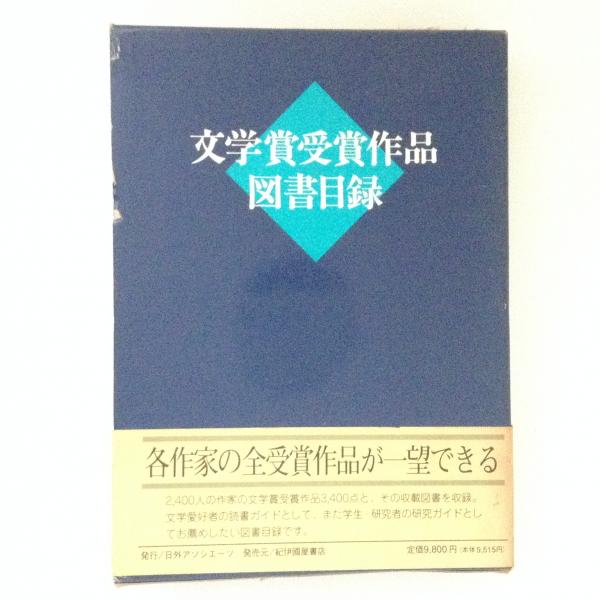 文学賞受賞作品
図書目録
各作家の全受賞作品が一望できる
2,400人の作家の文学賞受賞作品3,400点と、その収載図書を収録。
文学愛好者の読書ガイドとして、また学生・研究者の研究ガイドとし
てお薦めしたい図書目録です。
発行/日外アソシエーツ 発売元/紀伊國屋書店 定価9,800円(本体9,515円)